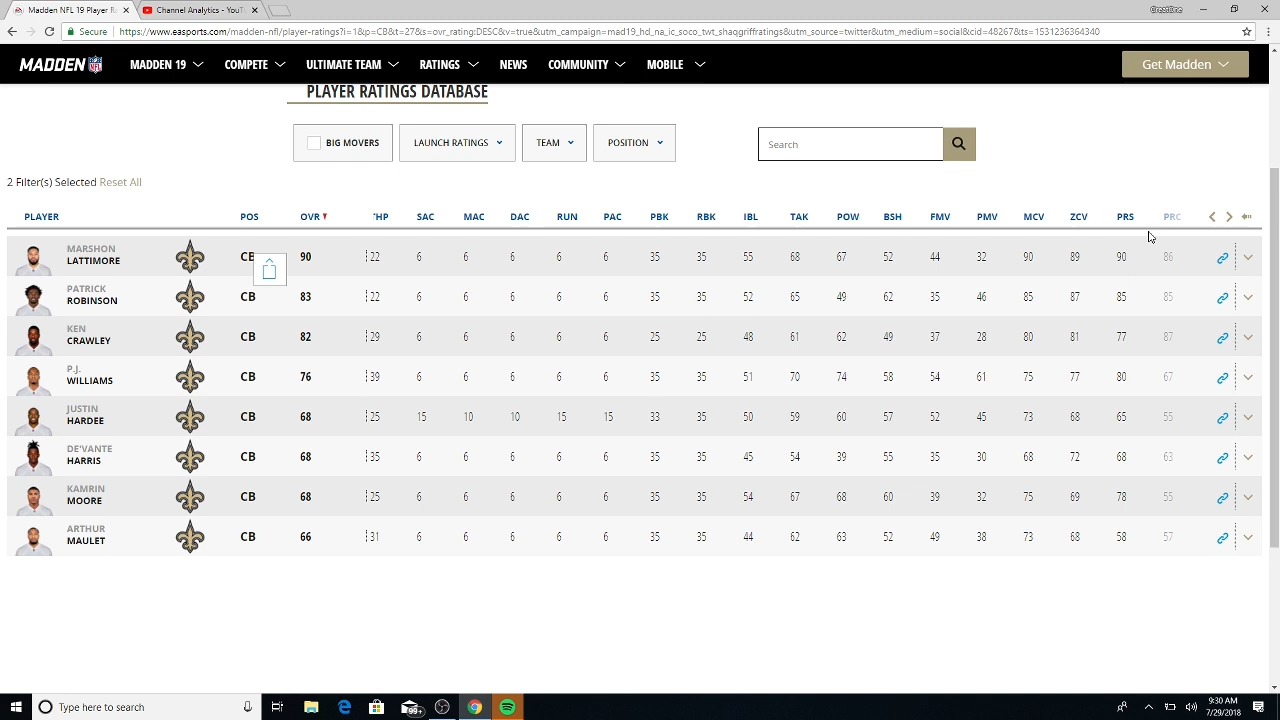 Madden NFL 19 Player R Channel Analytics - YouT CreedOne
Secure https://www.easports.com/madden-nfl/player-ratings?i=1&p=CB&t=27&s=ovr_rating:DESC&v=true&utm_campaign=mad19_hd_na_ic_soco_twt_shaqgriffratings&utm_source=twitter&utm_medium=social&cid=48267&ts=1531236364340
MADDEN NFL MADDEN 19 COMPETE ULTIMATE TEAM RATINGS NEWS COMMUNITY MOBILE Get Madden
PLAYER RATINGS DATABASE
BIG MOVERS LAUNCH RATINGS TEAM POSITION Search
2 Filter(s) Selected Reset All
PLAYER POS OVR THP SAC MAC DAC RUN PAC PBK RBK IBL TAK POW BSH FMV PMV MCV ZCV PRS PRC
MARSHON
LATTIMORE CB 90 22 6 6 6 6 6 35 35 55 68 67 52 44 32 90 89 90 86
PATRICK
ROBINSON CB 83 22 6 6 6 6 6 35 35 52 65 49 62 35 46 85 87 85 85
KEN
CRAWLEY CB 82 29 6 6 6 6 6 25 25 48 61 62 49 37 28 80 81 77 87
P.J.
WILLIAMS CB 76 39 6 6 6 6 6 35 35 51 70 74 58 54 61 75 77 80 67
JUSTIN
HARDEE CB 68 25 15 10 10 15 15 33 35 50 59 60 57 52 45 73 68 65 55
DE'VANTE
HARRIS CB 68 35 6 6 6 6 6 35 35 45 54 39 55 35 30 68 72 68 63
KAMRIN
MOORE CB 68 25 6 6 6 6 6 35 35 54 67 68 60 39 32 75 69 78 55
ARTHUR
MAULET CB 66 31 6 6 6 6 6 35 35 44 62 63 52 49 38 73 68 58 57
Type here to search 99+ 9:30 AM
7/29/2018